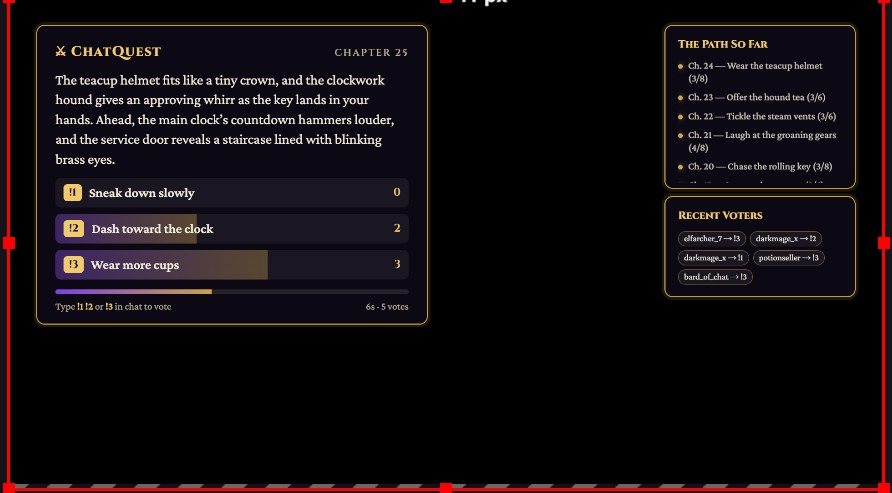 ChatQuest
CHAPTER 25
The teacup helmet fits like a tiny crown, and the clockwork
hound gives an approving whirr as the key lands in your
hands. Ahead, the main clock's countdown hammers louder,
and the service door reveals a staircase lined with blinking
brass eyes.
!1 Sneak down slowly 0
!2 Dash toward the clock 2
!3 Wear more cups 3
Type !1 !2 or !3 in chat to vote
6s · 5 votes
The Path So Far
Ch. 24 — Wear the teacup helmet
(3/8)
Ch. 23 — Offer the hound tea (3/6)
Ch. 22 — Tickle the steam vents (3/6)
Ch. 21 — Laugh at the groaning gears
(4/8)
Ch. 20 — Chase the rolling key (3/8)
Recent Voters
elfarcher_7 → !3
darkmage_x → !2
darkmage_x → !1
potionseller → !3
bard_of_chat → !3